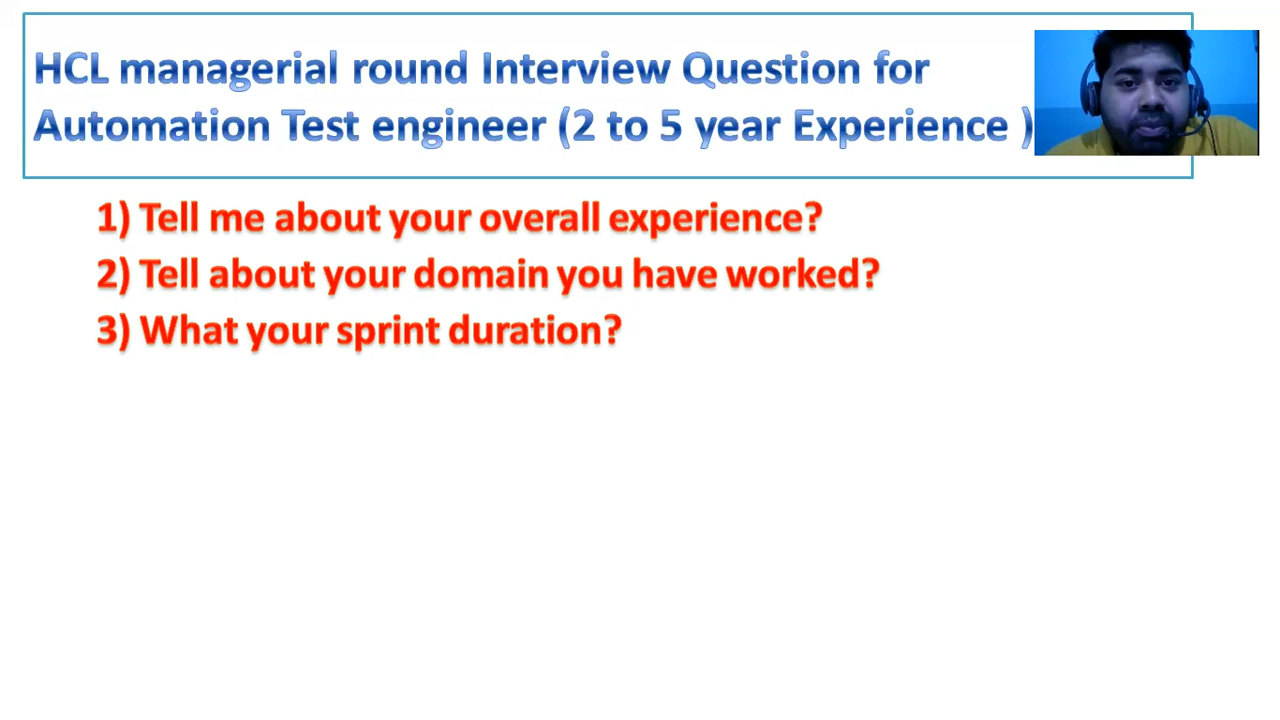 HCL managerial round Interview Question for
Automation Test engineer (2 to 5 year Experience )
1) Tell me about your overall experience?
2) Tell about your domain you have worked?
3) What your sprint duration?